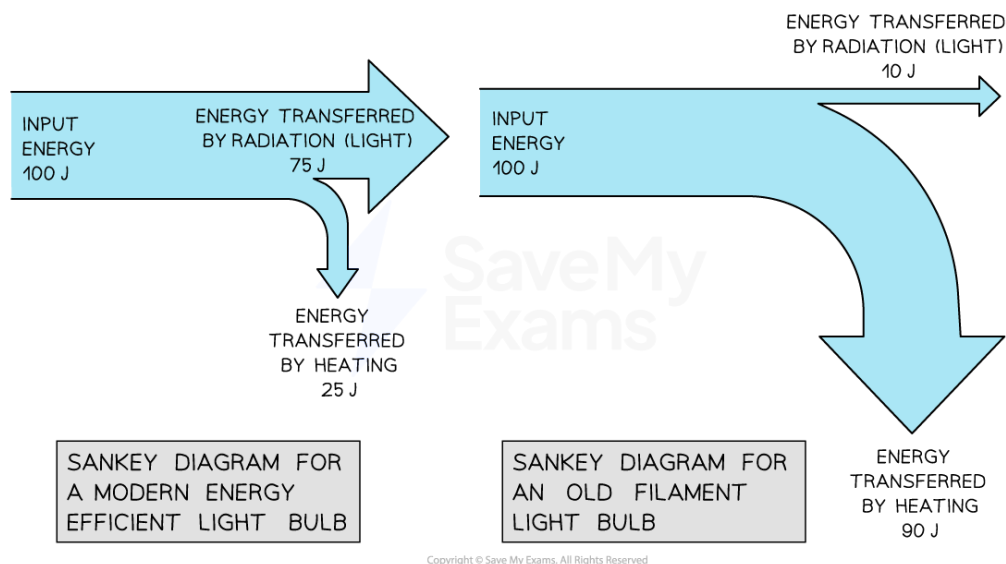 INPUT
ENERGY
100 J
ENERGY TRANSFERRED
BY RADIATION (LIGHT)
75 J
ENERGY
TRANSFERRED
BY HEATING
25 J
SANKEY DIAGRAM FOR
A MODERN ENERGY
EFFICIENT LIGHT BULB
ENERGY TRANSFERRED
BY RADIATION (LIGHT)
10 J
INPUT
ENERGY
100 J
ENERGY
TRANSFERRED
BY HEATING
90 J
SANKEY DIAGRAM FOR
AN OLD FILAMENT
LIGHT BULB
SaveMy
Exams
Copyright © Save My Exams. All Rights Reserved